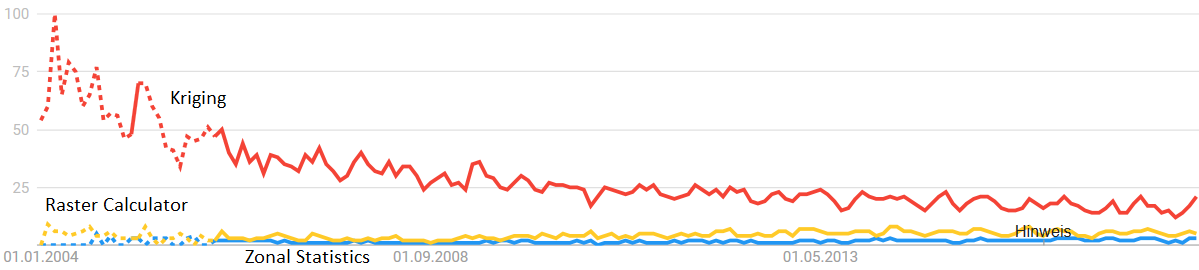 100
75
Kriging
50
25
Raster Calculator
Hinweis
01.01.2004
Zonal Statistics
01.09.2008
01.05.2013